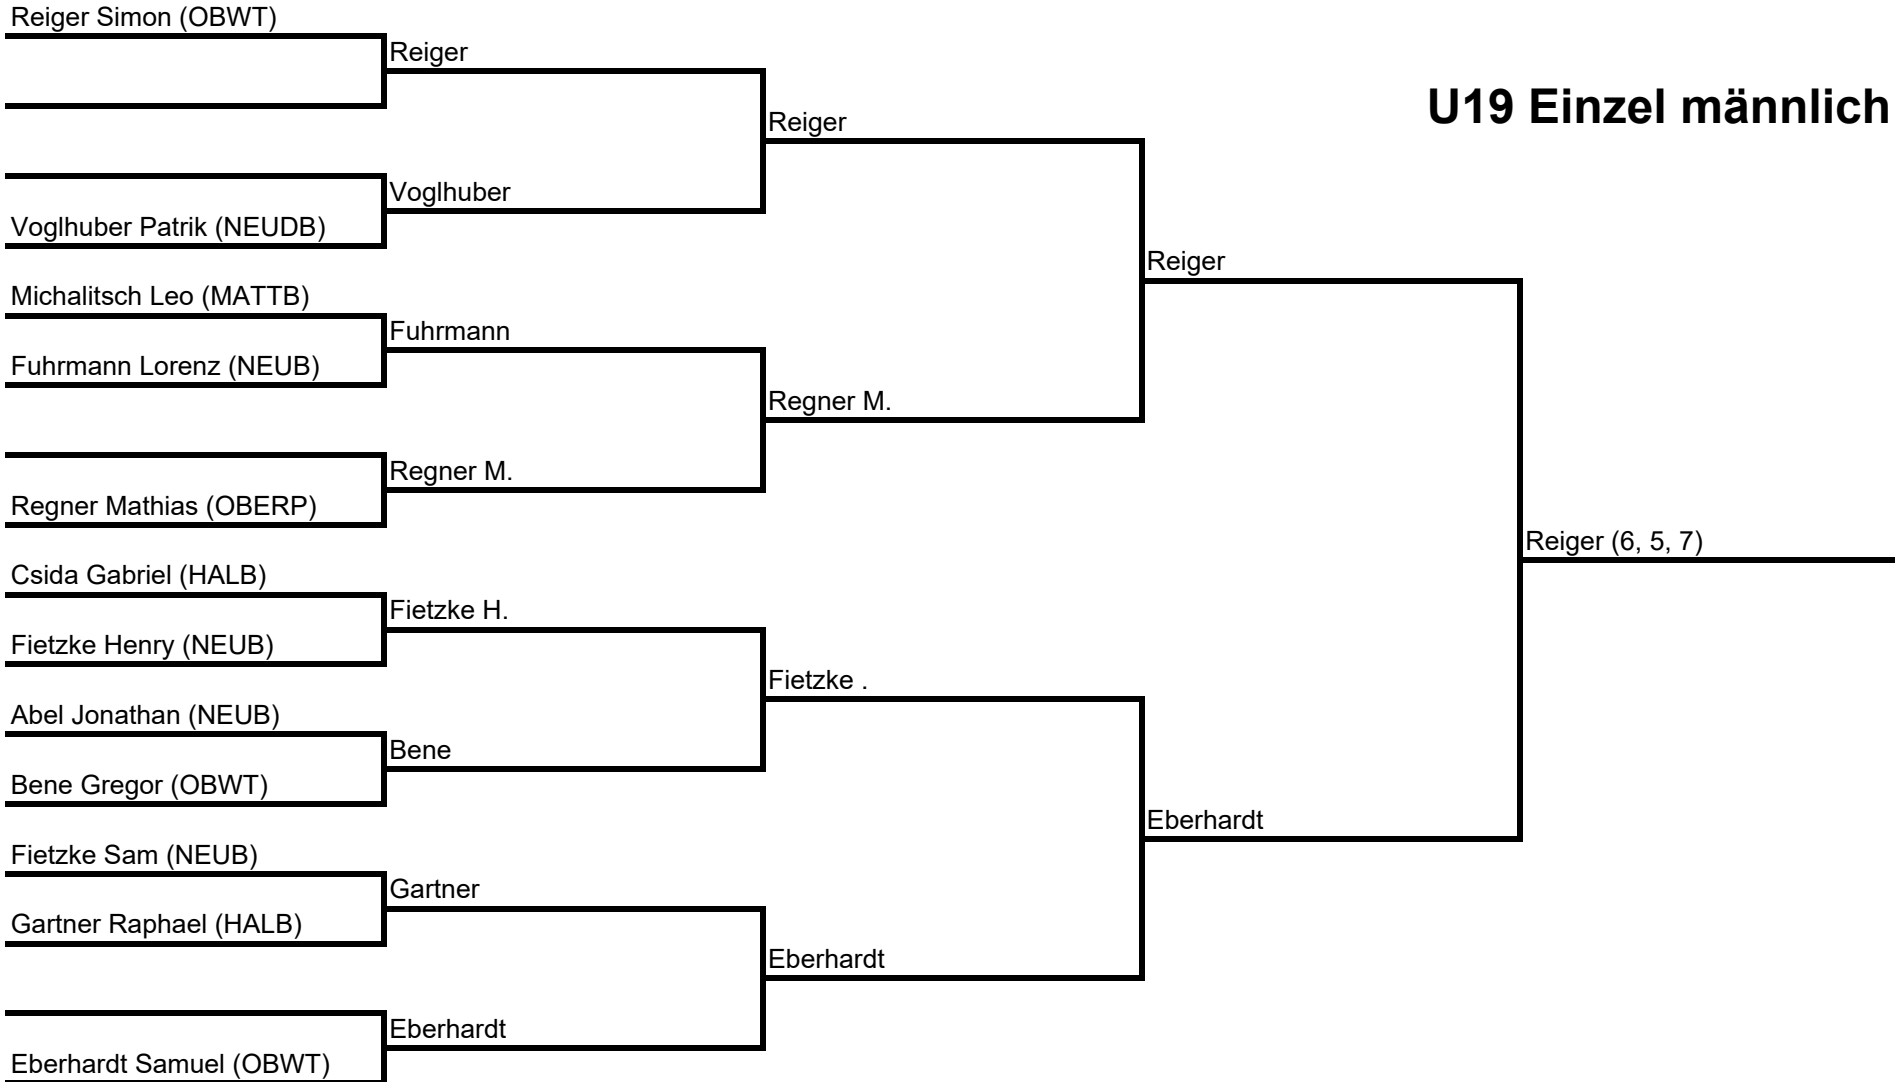 Reiger Simon (OBWT)
Reiger
U19 Einzel männlich
Reiger
Voglhuber
Voglhuber Patrik (NEUDB)
Reiger
Michalitsch Leo (MATTB)
Fuhrmann
Fuhrmann Lorenz (NEUB)
Regner M.
Regner M.
Regner Mathias (OBERP)
Reiger (6, 5, 7)
Csida Gabriel (HALB)
Fietzke H.
Fietzke Henry (NEUB)
Fietzke .
Abel Jonathan (NEUB)
Bene
Bene Gregor (OBWT)
Eberhardt
Fietzke Sam (NEUB)
Gartner
Gartner Raphael (HALB)
Eberhardt
Eberhardt
Eberhardt Samuel (OBWT)